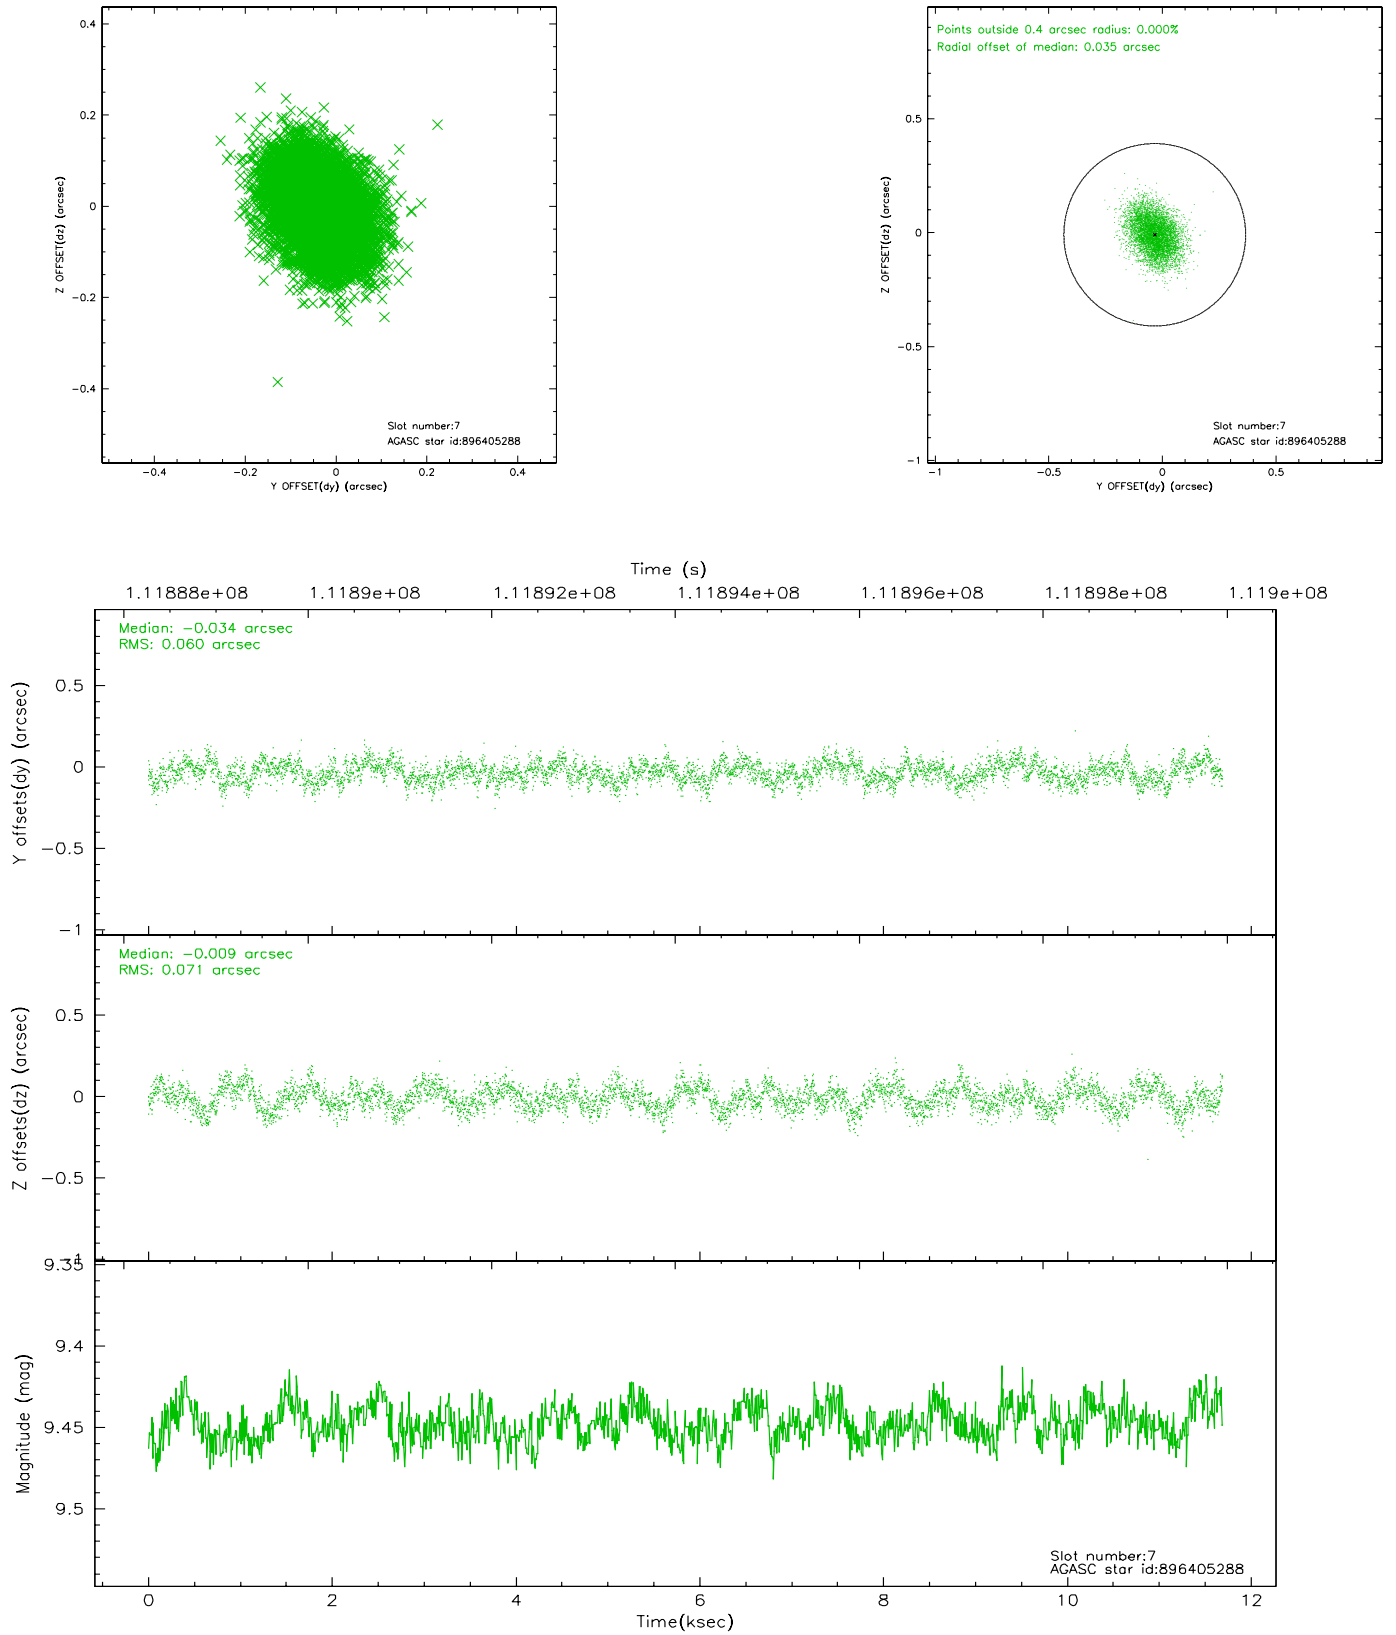 0.4
0.2
0
−0.2
−0.4
Z OFFSET(dz) (arcsec)
Slot number:7
AGASC star id:896405288
−0.4 −0.2 0 0.2 0.4
Y OFFSET(dy) (arcsec)
Points outside 0.4 arcsec radius: 0.000%
Radial offset of median: 0.035 arcsec
0.5
0
−0.5
−1
Z OFFSET(dz) (arcsec)
Slot number:7
AGASC star id:896405288
−1 −0.5 0 0.5
Y OFFSET(dy) (arcsec)
Time (s)
1.11888e+08 1.1189e+08 1.11892e+08 1.11894e+08 1.11896e+08 1.11898e+08 1.119e+08
Median: −0.034 arcsec
RMS: 0.060 arcsec
0.5
0
−0.5
−1
Y offsets(dy) (arcsec)
Median: −0.009 arcsec
RMS: 0.071 arcsec
0.5
0
−0.5
−1
Z offsets(dz) (arcsec)
9.35
9.4
9.45
9.5
Magnitude (mag)
Slot number:7
AGASC star id:896405288
0 2 4 6 8 10 12
Time(ksec)